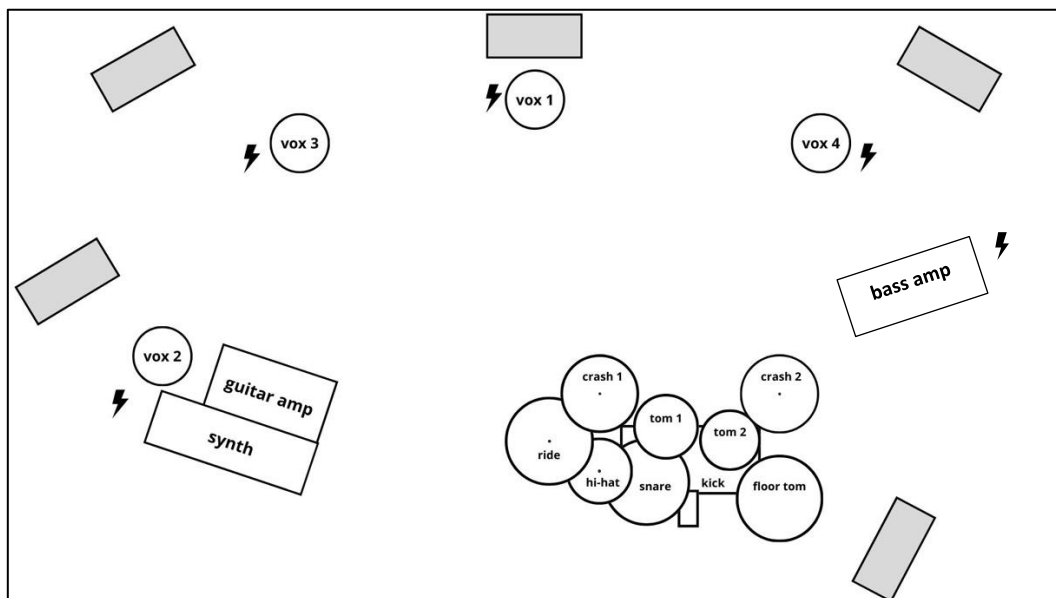 vox 1
vox 3
vox 4
bass amp
vox 2
guitar amp
synth
crash 1
crash 2
tom 1
tom 2
ride
hi-hat
snare
kick
floor tom